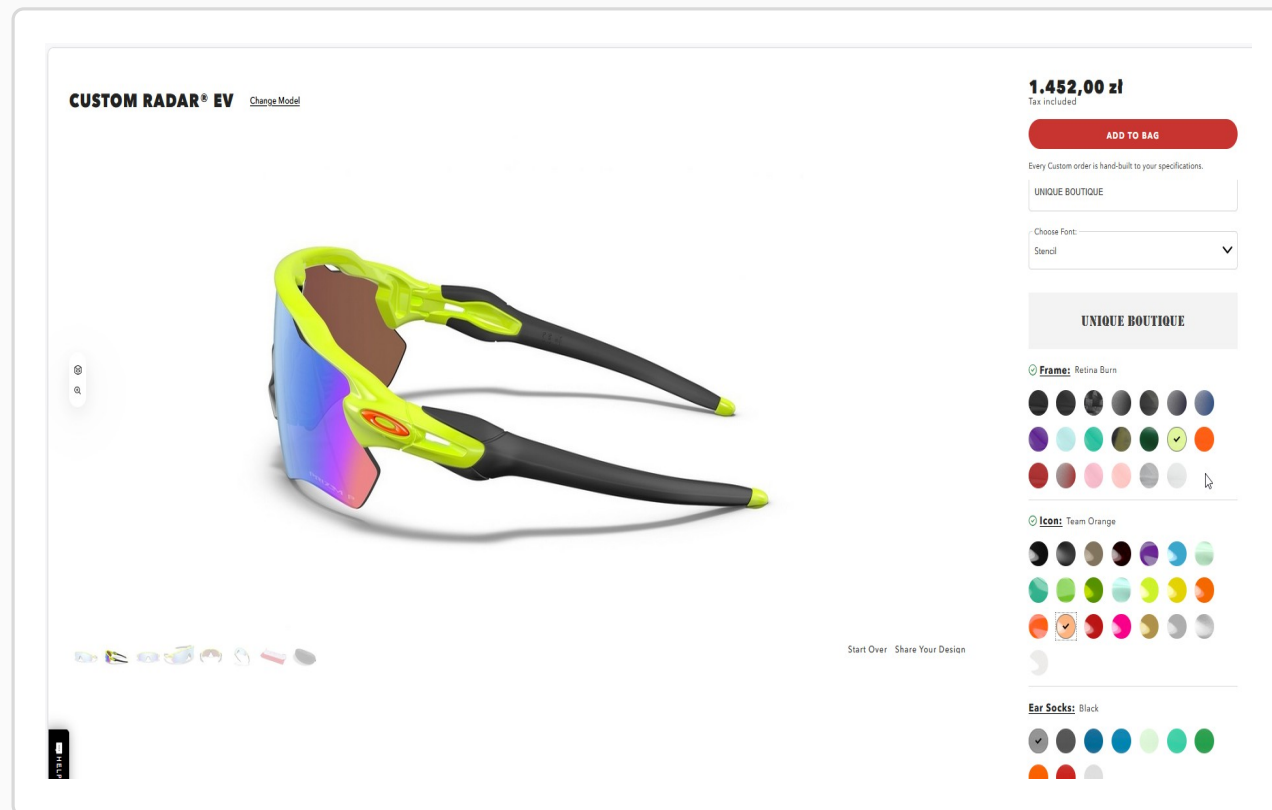 CUSTOM RADAR® EV
Change Model
1.452,00 zł
Tax included
ADD TO BAG
Every Custom order is hand-built to your specifications.
UNIQUE BOUTIQUE
Choose Font:
Stencil
UNIQUE BOUTIQUE
Frame: Retina Burn
Icon: Team Orange
Start Over Share Your Design
Ear Socks: Black
HELP